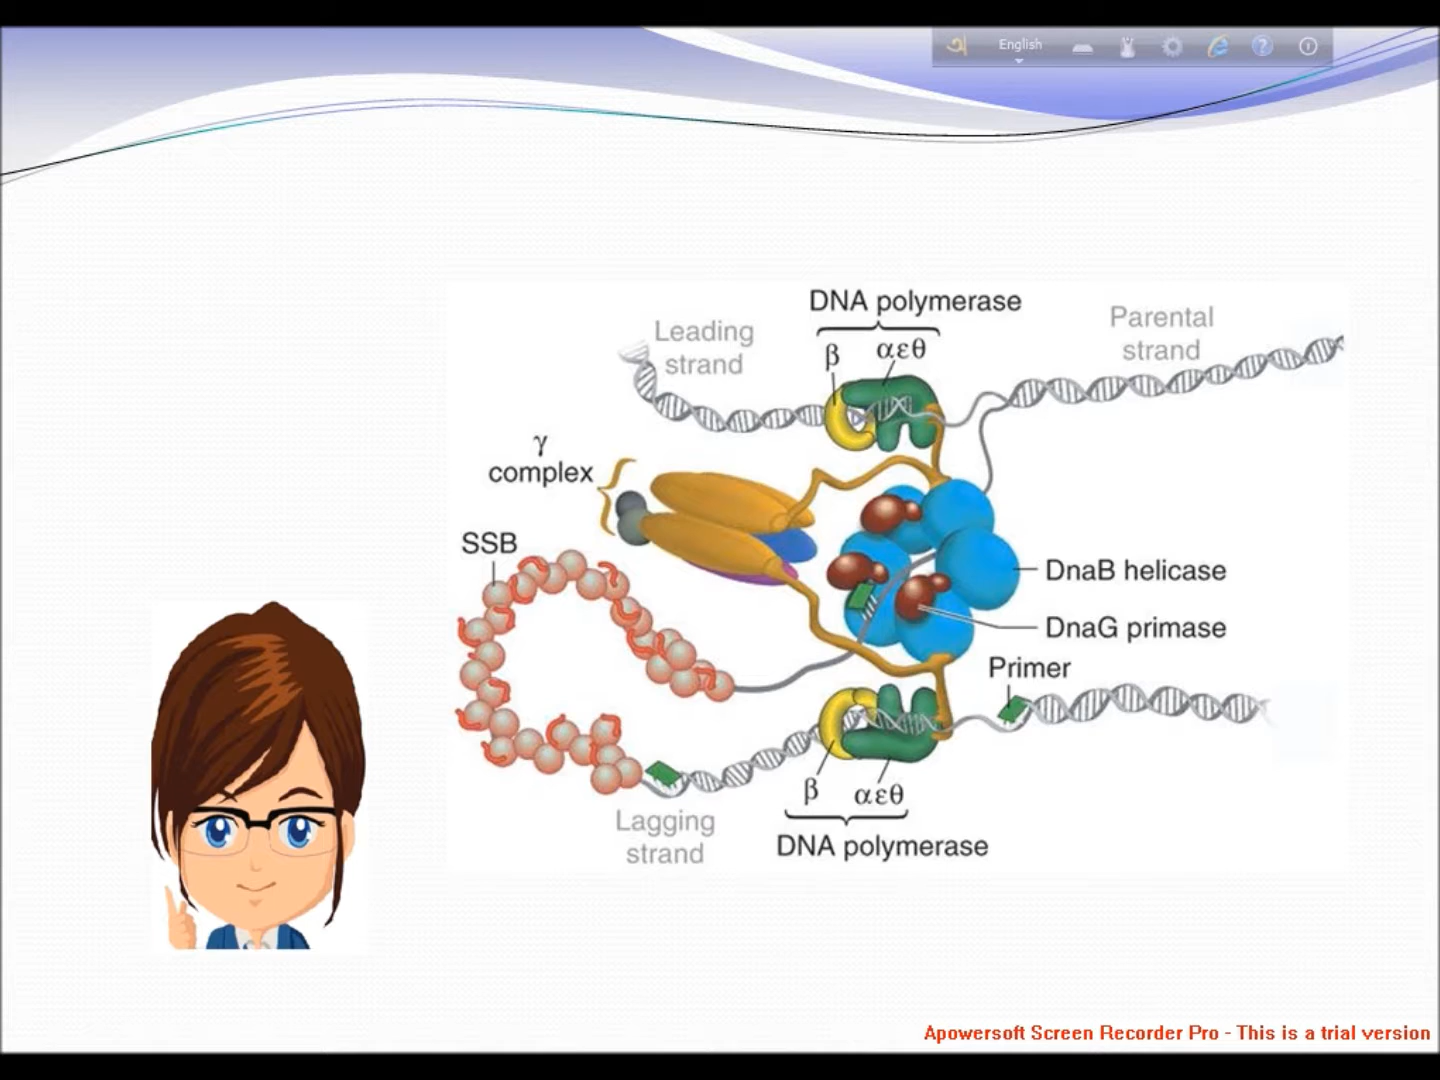 English
DNA polymerase
Leading
strand
β
αεθ
Parental
strand
γ
complex
SSB
DnaB helicase
DnaG primase
Primer
β
αεθ
Lagging
strand
DNA polymerase
Apowersoft Screen Recorder Pro - This is a trial version